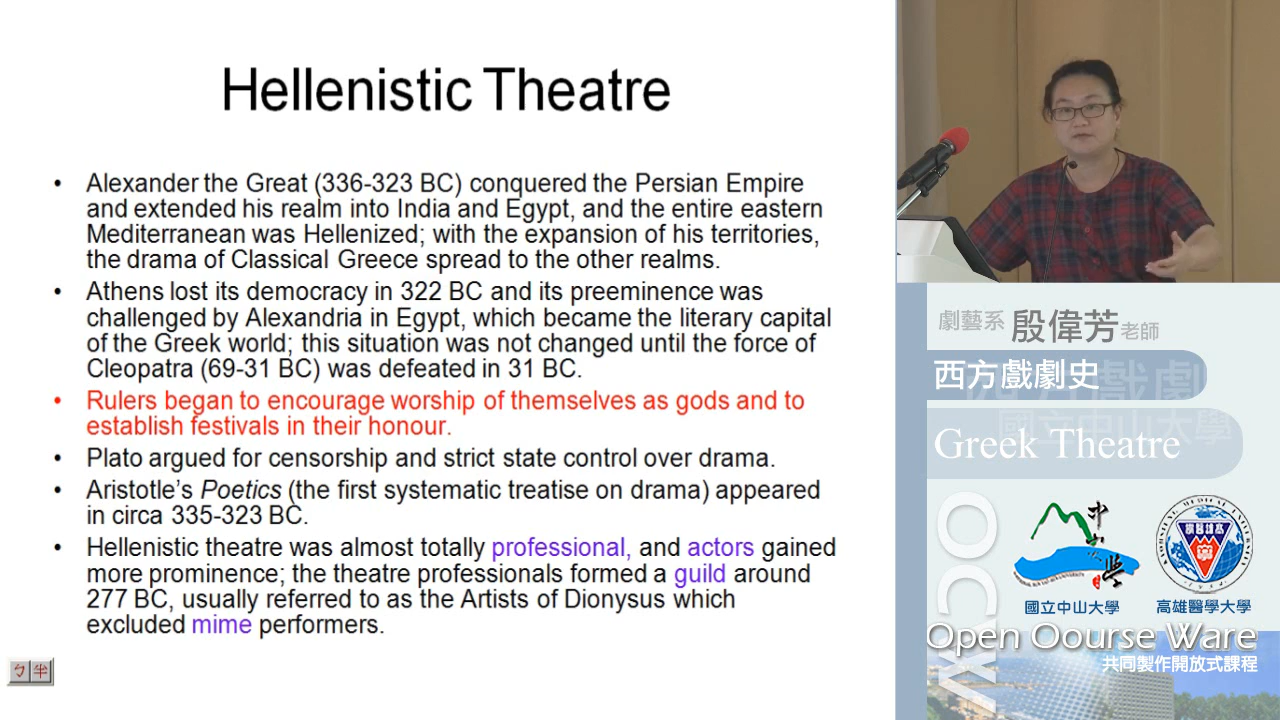 Hellenistic Theatre
• Alexander the Great (336-323 BC) conquered the Persian Empire
and extended his realm into India and Egypt, and the entire eastern
Mediterranean was Hellenized; with the expansion of his territories,
the drama of Classical Greece spread to the other realms.
• Athens lost its democracy in 322 BC and its preeminence was
challenged by Alexandria in Egypt, which became the literary capital
of the Greek world; this situation was not changed until the force of
Cleopatra (69-31 BC) was defeated in 31 BC.
• Rulers began to encourage worship of themselves as gods and to
establish festivals in their honour.
• Plato argued for censorship and strict state control over drama.
• Aristotle's Poetics (the first systematic treatise on drama) appeared
in circa 335-323 BC.
• Hellenistic theatre was almost totally professional, and actors gained
more prominence; the theatre professionals formed a guild around
277 BC, usually referred to as the Artists of Dionysus which
excluded mime performers.
ㄅ半
劇藝系 殷偉芳老師
西方戲劇史
國立中山大學
Greek Theatre
OCW
國立中山大學
高雄醫學大學
Open Oourse Ware
共同製作開放式課程